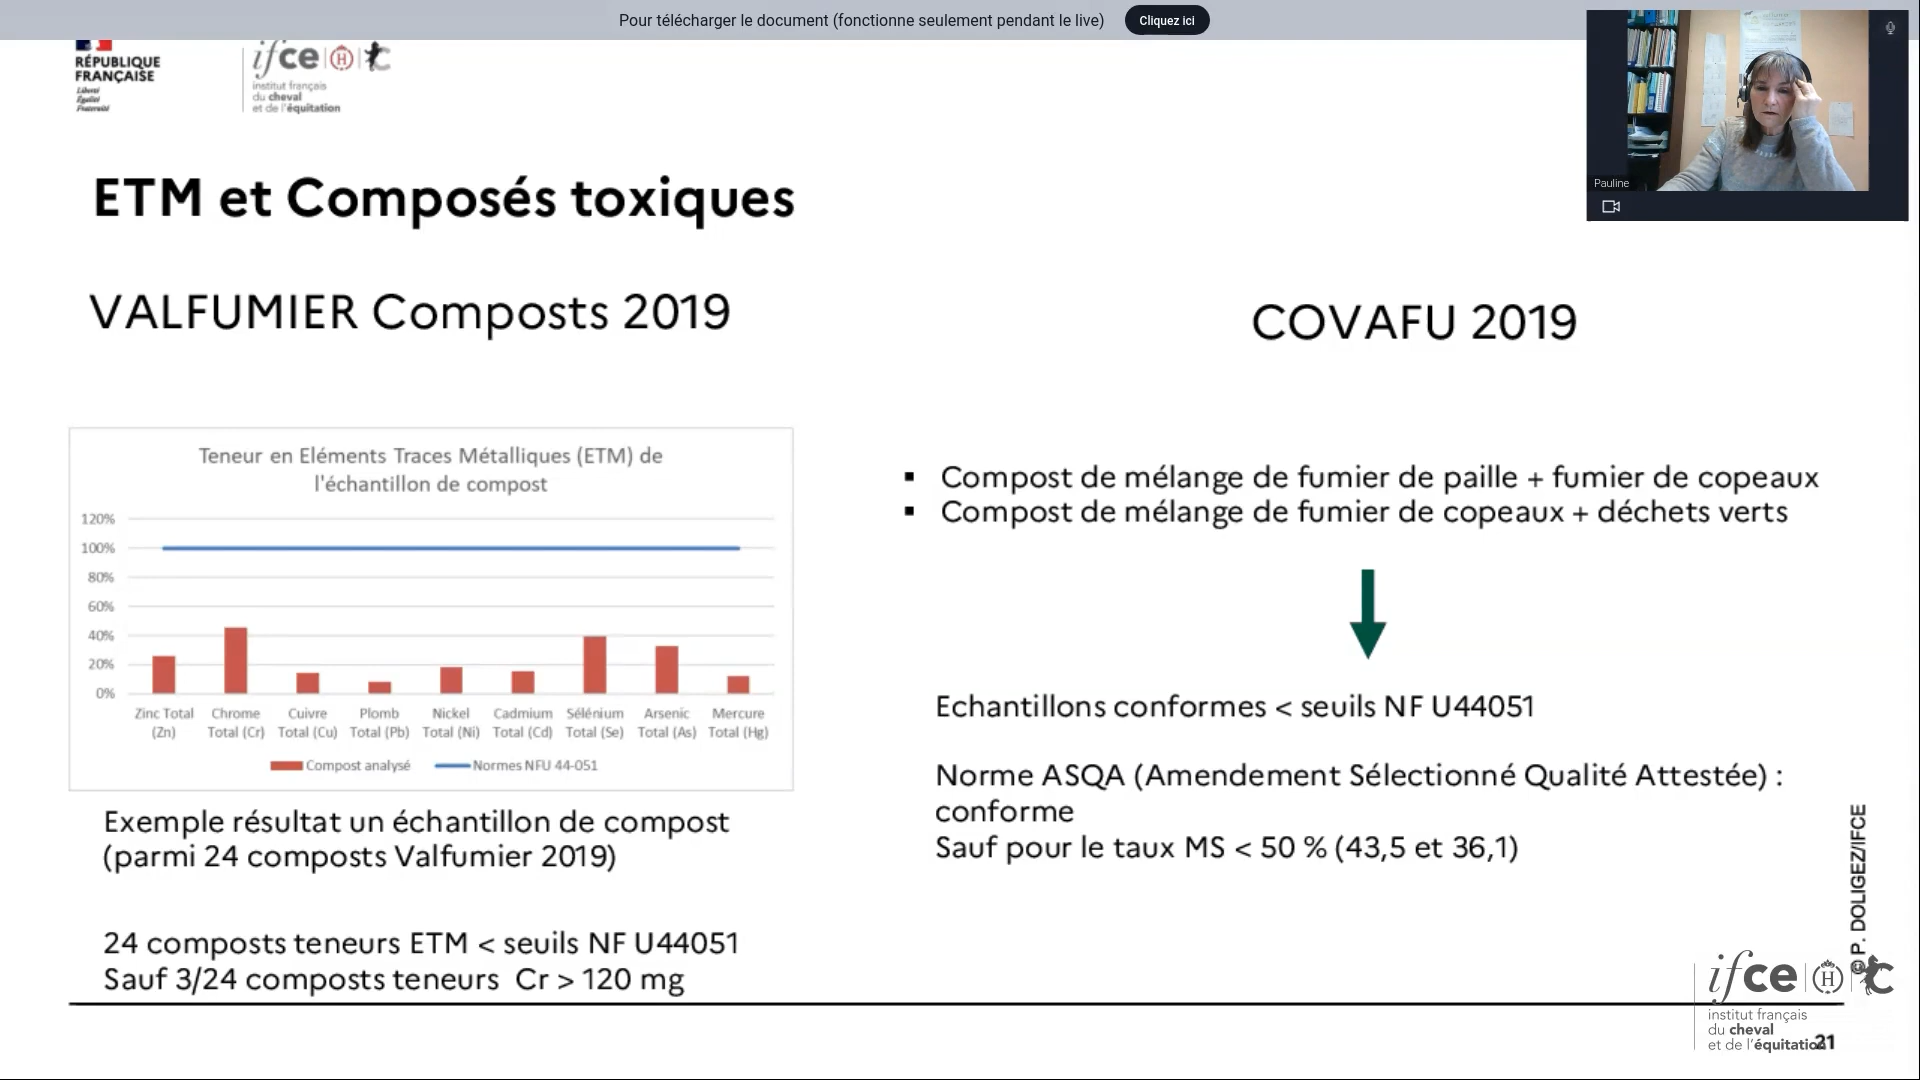 Pour télécharger le document (fonctionne seulement pendant le live) Cliquez ici
RÉPUBLIQUE
FRANÇAISE
Liberté
Égalité
Fraternité
ifce
institut français
du cheval
et de l'équitation
Pauline
ETM et Composés toxiques
VALFUMIER Composts 2019
Teneur en Eléments Traces Métalliques (ETM) de
l'échantillon de compost
120%
100%
80%
60%
40%
20%
0%
Zinc Total (Zn)
Chrome Total (Cr)
Cuivre Total (Cu)
Plomb Total (Pb)
Nickel Total (Ni)
Cadmium Total (Cd)
Sélénium Total (Se)
Arsenic Total (As)
Mercure Total (Hg)
Compost analysé
Normes NFU 44-051
Exemple résultat un échantillon de compost
(parmi 24 composts Valfumier 2019)
24 composts teneurs ETM < seuils NF U44051
Sauf 3/24 composts teneurs Cr > 120 mg
COVAFU 2019
▪ Compost de mélange de fumier de paille + fumier de copeaux
▪ Compost de mélange de fumier de copeaux + déchets verts
Echantillons conformes < seuils NF U44051
Norme ASQA (Amendement Sélectionné Qualité Attestée) :
conforme
Sauf pour le taux MS < 50 % (43,5 et 36,1)
© P. DOLIGEZ/IFCE
ifce
institut français
du cheval
et de l'équitation
21